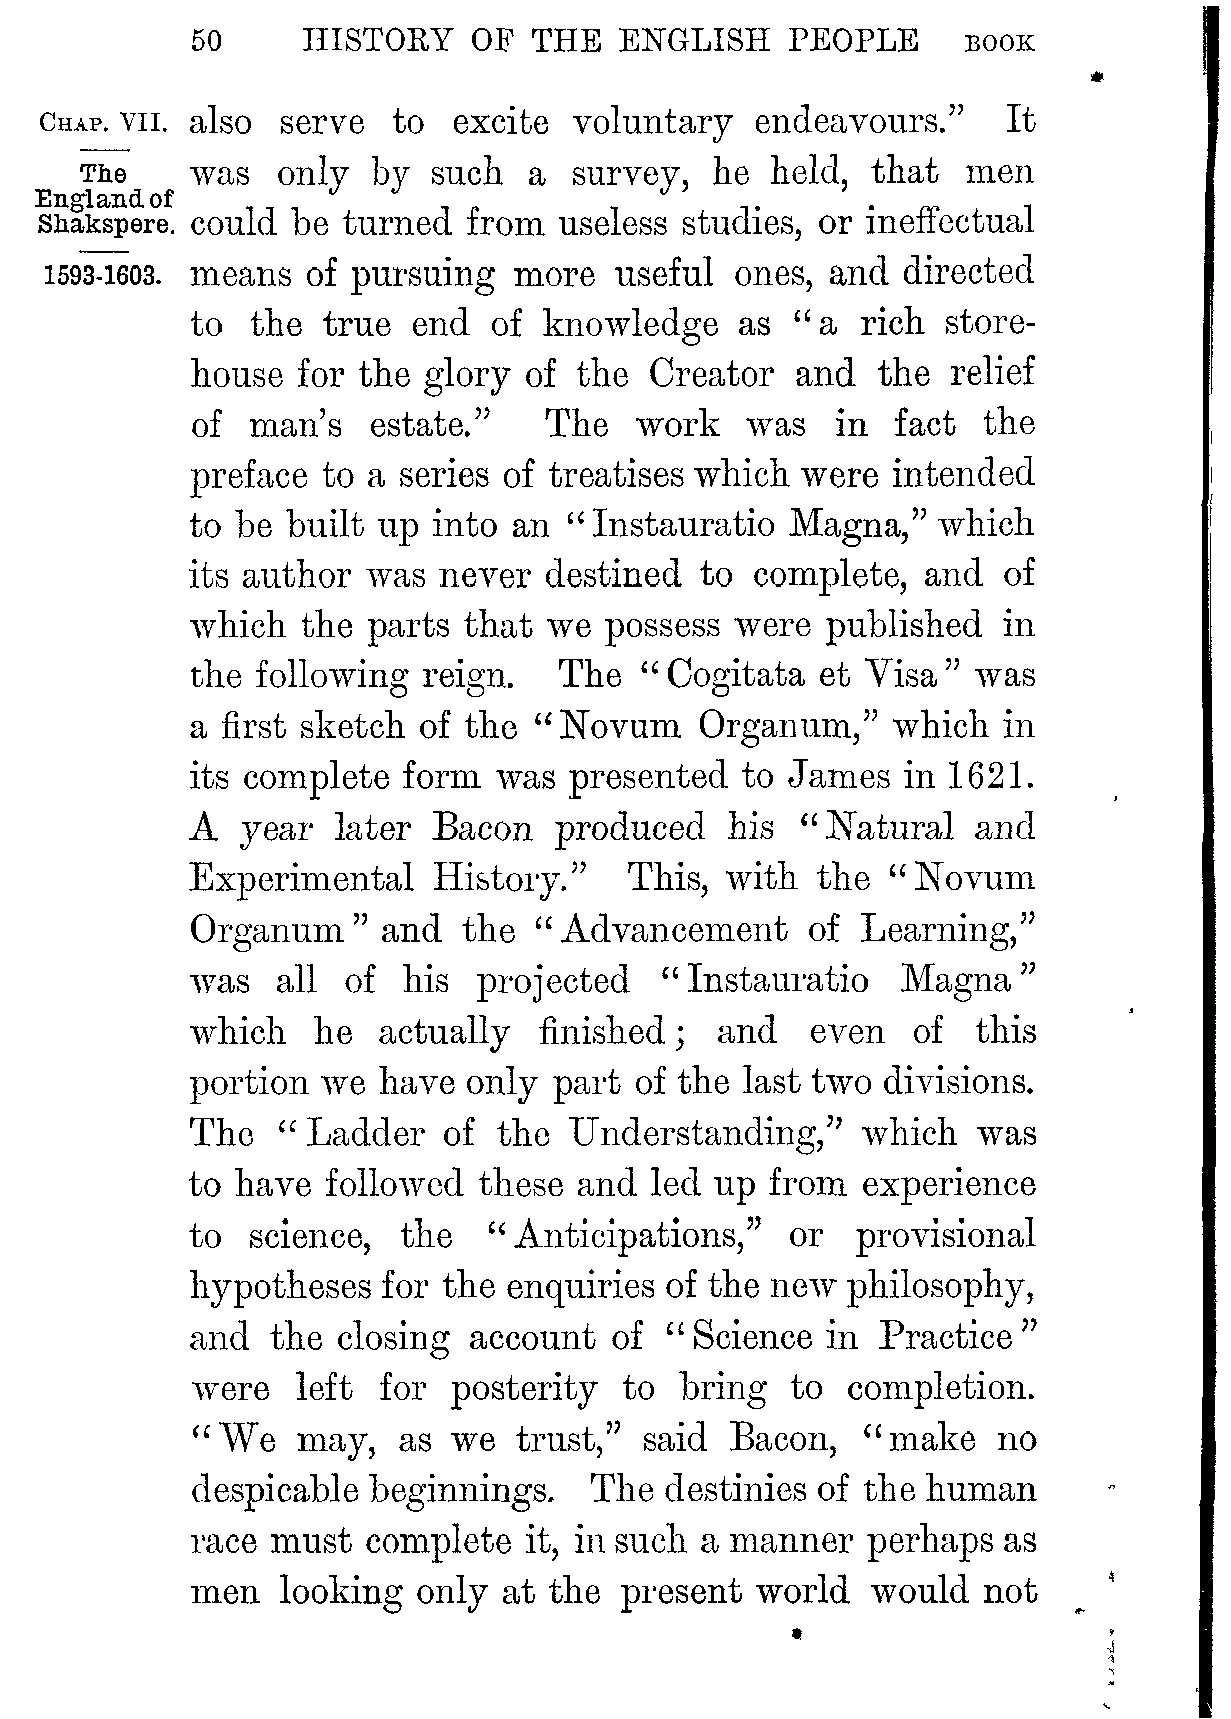 50 HISTORY OF THE ENGLISH PEOPLE BOOK
CHAP. VII.
The
England of
Shakspere.
1593-1603.
also serve to excite voluntary endeavours.” It
was only by such a survey, he held, that men
could be turned from useless studies, or ineffectual
means of pursuing more useful ones, and directed
to the true end of knowledge as “a rich store-
house for the glory of the Creator and the relief
of man’s estate.” The work was in fact the
preface to a series of treatises which were intended
to be built up into an “Instauratio Magna,” which
its author was never destined to complete, and of
which the parts that we possess were published in
the following reign. The “Cogitata et Visa” was
a first sketch of the “Novum Organum,” which in
its complete form was presented to James in 1621.
A year later Bacon produced his “Natural and
Experimental History.” This, with the “Novum
Organum” and the “Advancement of Learning,”
was all of his projected “Instauratio Magna”
which he actually finished; and even of this
portion we have only part of the last two divisions.
The “Ladder of the Understanding,” which was
to have followed these and led up from experience
to science, the “Anticipations,” or provisional
hypotheses for the enquiries of the new philosophy,
and the closing account of “Science in Practice”
were left for posterity to bring to completion.
“We may, as we trust,” said Bacon, “make no
despicable beginnings. The destinies of the human
race must complete it, in such a manner perhaps as
men looking only at the present world would not